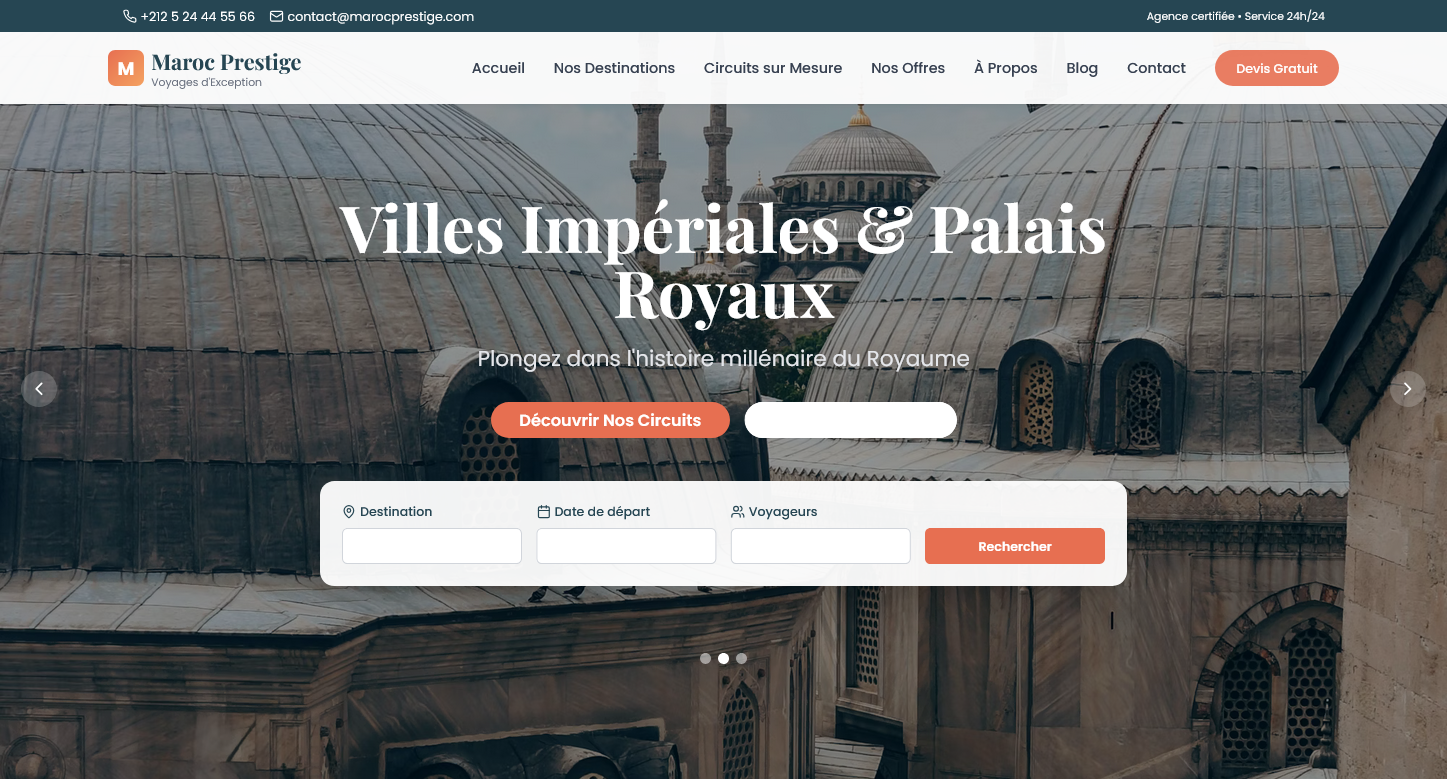 +212 5 24 44 55 66 contact@marocprestige.com Agence certifiée • Service 24h/24
M Maroc Prestige
Voyages d'Exception
Accueil Nos Destinations Circuits sur Mesure Nos Offres À Propos Blog Contact Devis Gratuit
Villes Impériales & Palais
Royaux
Plongez dans l'histoire millénaire du Royaume
Découvrir Nos Circuits
Destination Date de départ Voyageurs
Rechercher